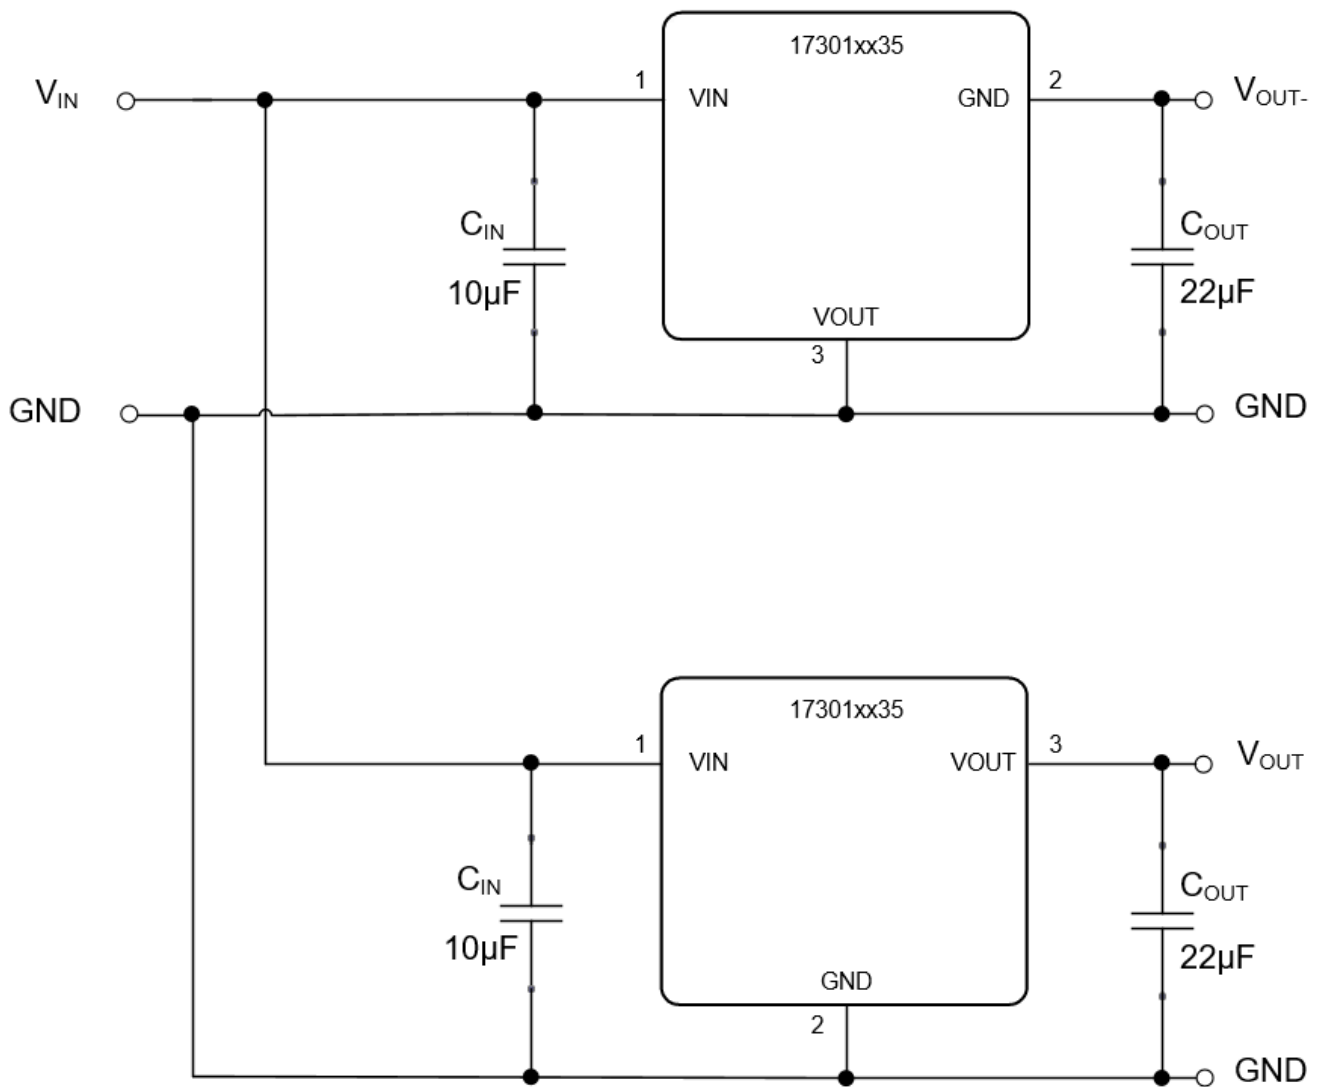 17301xx35
V_IN
1
VIN
GND
2
V_OUT-
C_IN
10µF
C_OUT
22µF
VOUT
3
GND
GND
17301xx35
1
VIN
VOUT
3
V_OUT
C_IN
10µF
C_OUT
22µF
GND
2
GND